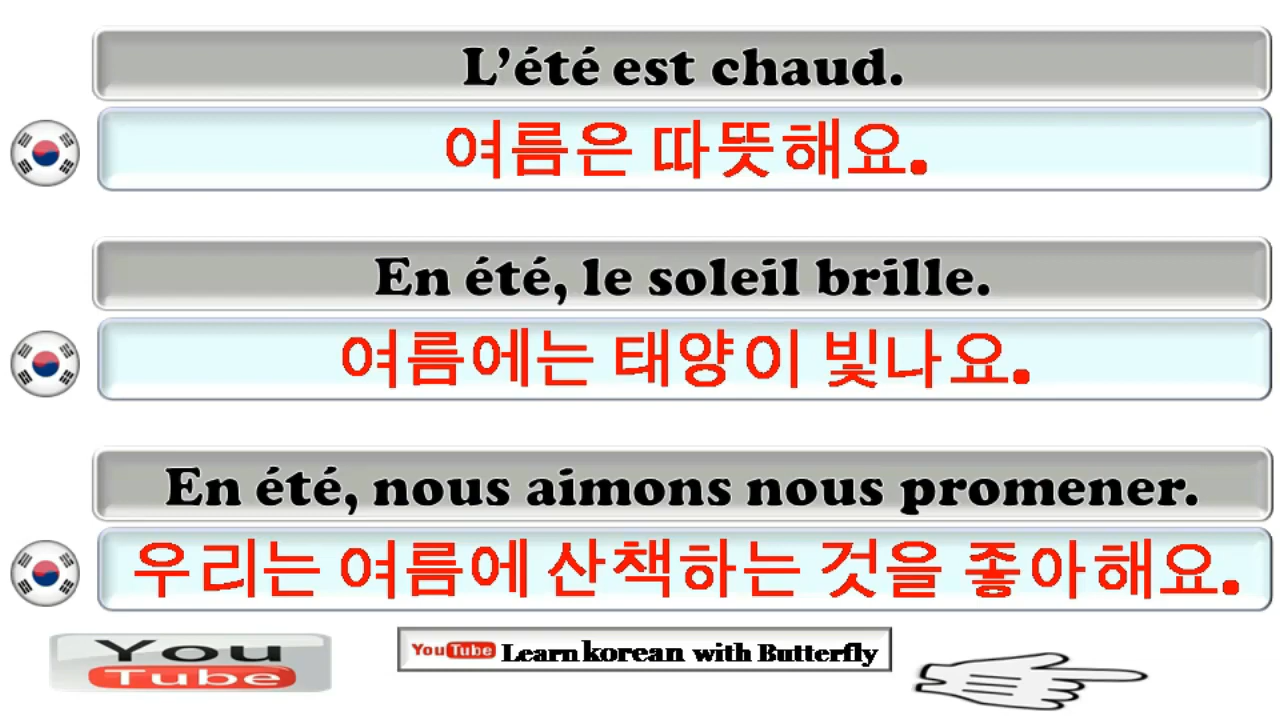 L’été est chaud.
여름은 따뜻해요.
En été, le soleil brille.
여름에는 태양이 빛나요.
En été, nous aimons nous promener.
우리는 여름에 산책하는 것을 좋아해요.
You
Tube
YouTube Learn korean with Butterfly